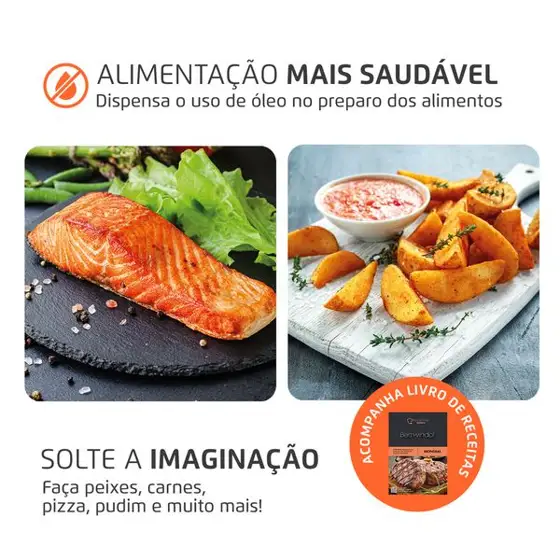 ALIMENTAÇÃO MAIS SAUDÁVEL
Dispensa o uso de óleo no preparo dos alimentos
ACOMPANHA LIVRO DE RECEITAS
Bem-vindo!
SOLTE A IMAGINAÇÃO
Faça peixes, carnes,
pizza, pudim e muito mais!